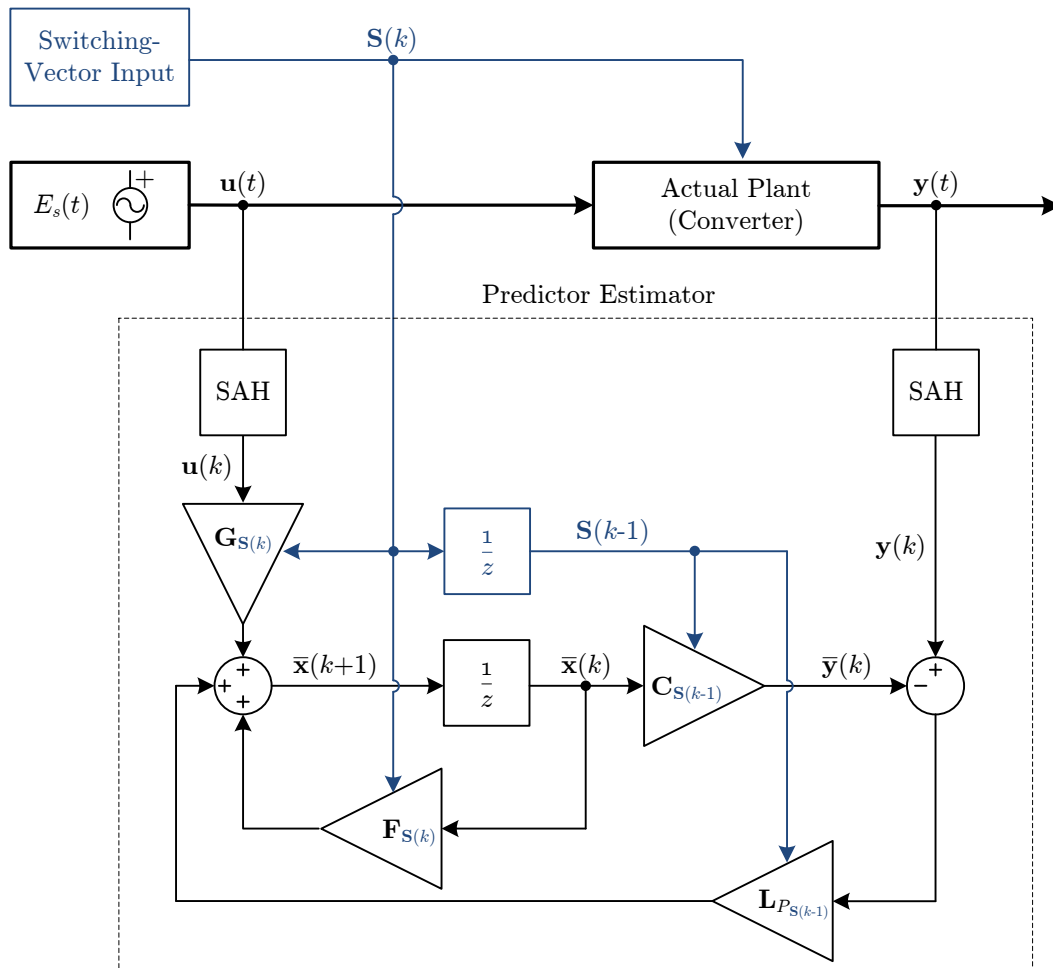 Switching-
Vector Input
S(k)
E_s(t)
+
u(t)
Actual Plant
(Converter)
y(t)
Predictor Estimator
SAH
SAH
u(k)
G_S(k)
1/z
S(k-1)
y(k)
x̅(k+1)
1/z
x̅(k)
C_S(k-1)
y̅(k)
+
+
+
+
−
F_S(k)
L_P_S(k-1)